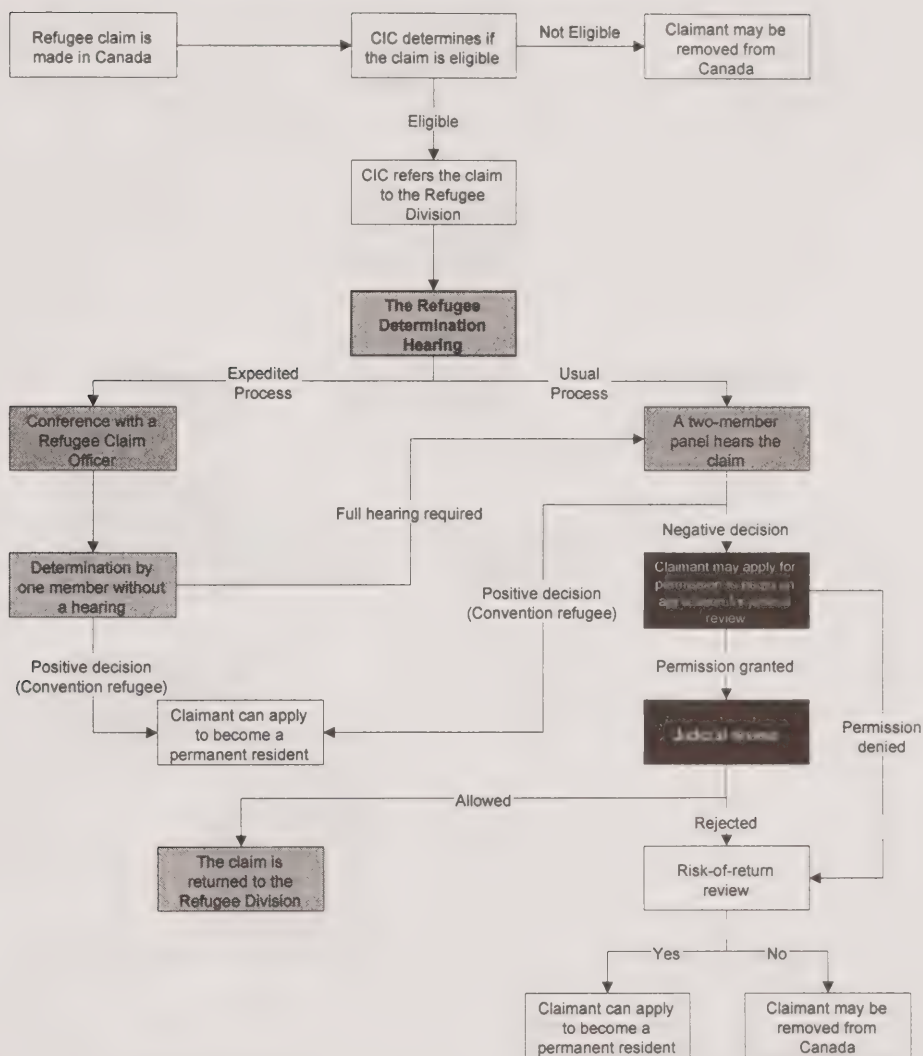 Refugee claim is
made in Canada
CIC determines if
the claim is eligible
Not Eligible
Claimant may be
removed from
Canada
Eligible
CIC refers the claim
to the Refugee
Division
The Refugee
Determination
Hearing
Expedited
Process
Usual
Process
Conference with a
Refugee Claim
Officer
A two-member
panel hears the
claim
Full hearing required
Negative decision
Determination by
one member without
a hearing
Claimant may apply for
permission
review
Positive decision
(Convention refugee)
Positive decision
(Convention refugee)
Permission granted
Claimant can apply
to become a
permanent resident
Judicial review
Permission
denied
Allowed
Rejected
The claim is
returned to the
Refugee Division
Risk-of-return
review
Yes
No
Claimant can apply
to become a
permanent resident
Claimant may be
removed from
Canada